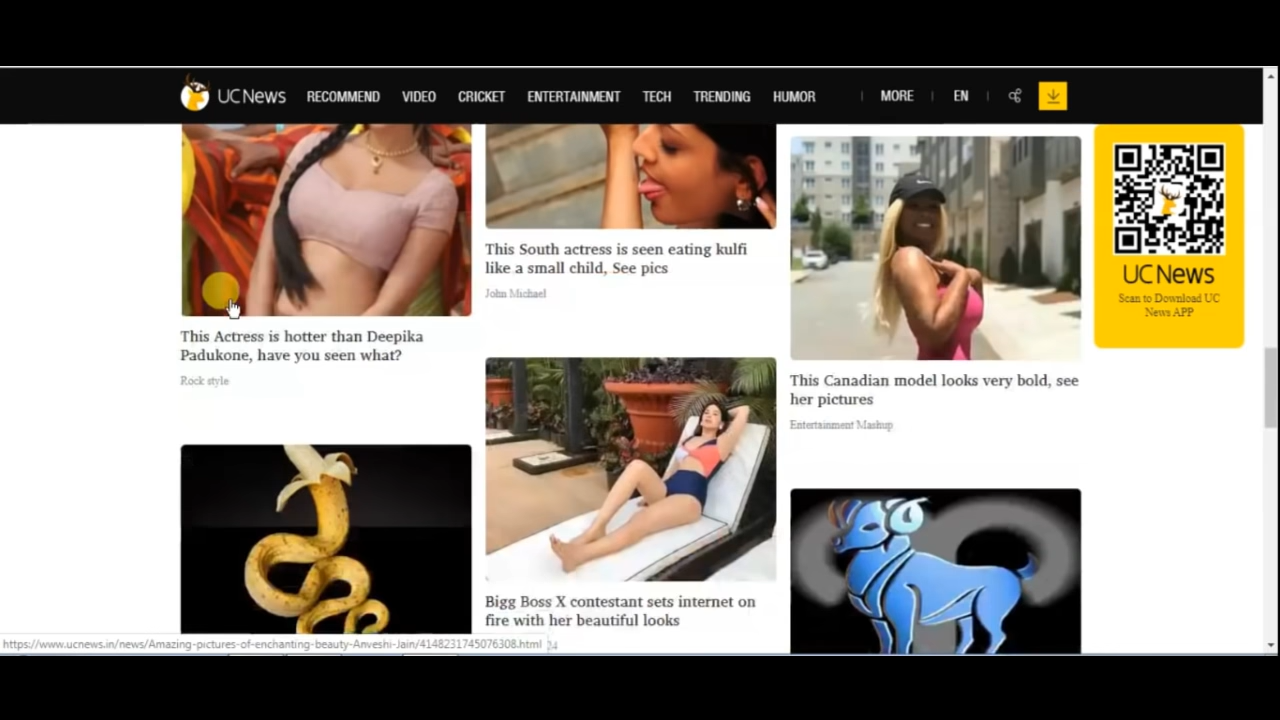 UC News RECOMMEND VIDEO CRICKET ENTERTAINMENT TECH TRENDING HUMOR MORE EN
This Actress is hotter than Deepika
Padukone, have you seen what?
Rock style
This South actress is seen eating kulfi
like a small child, See pics
John Michael
Bigg Boss X contestant sets internet on
fire with her beautiful looks
This Canadian model looks very bold, see
her pictures
Entertainment Mashup
UC News
Scan to Download UC
News APP
https://www.ucnews.in/news/Amazing-pictures-of-enchanting-beauty-Anveshi-Jain/4148231745076308.html